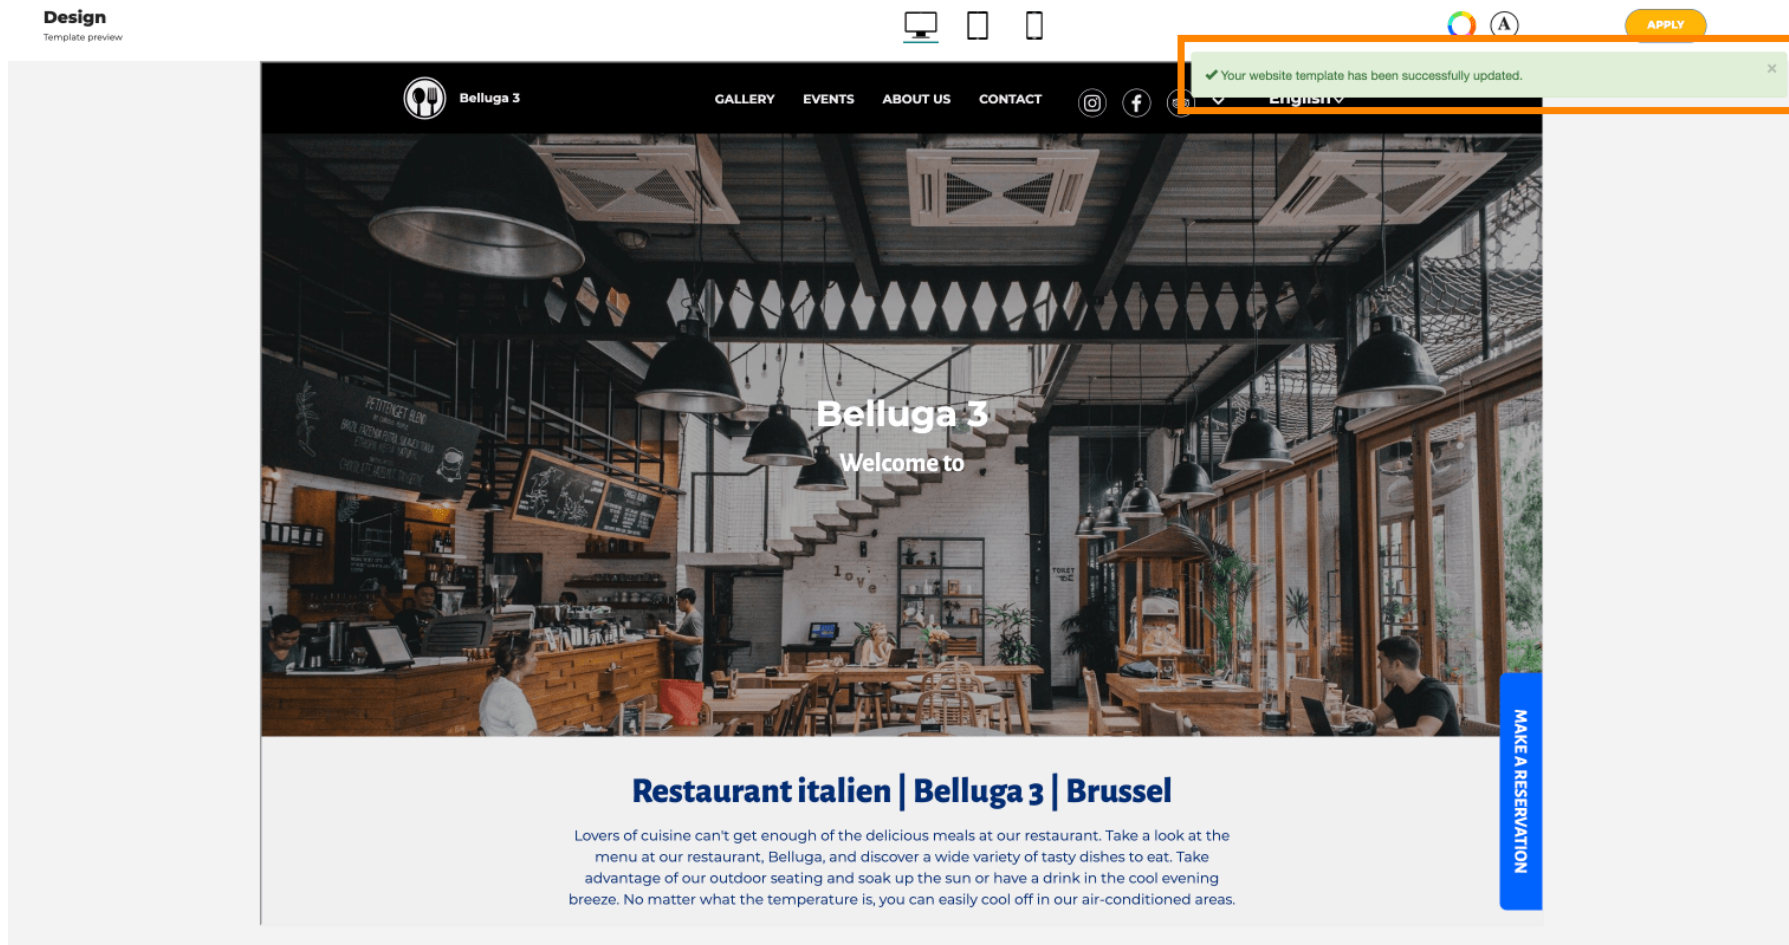 Design
Template preview
A
APPLY
✔ Your website template has been successfully updated.
×
Belluga 3
GALLERY
EVENTS
ABOUT US
CONTACT
English
PETITENGET BLEND
Belluga 3
Welcome to
love
TOILET
MAKE A RESERVATION
Restaurant italien | Belluga 3 | Brussel
Lovers of cuisine can't get enough of the delicious meals at our restaurant. Take a look at the
menu at our restaurant, Belluga, and discover a wide variety of tasty dishes to eat. Take
advantage of our outdoor seating and soak up the sun or have a drink in the cool evening
breeze. No matter what the temperature is, you can easily cool off in our air-conditioned areas.